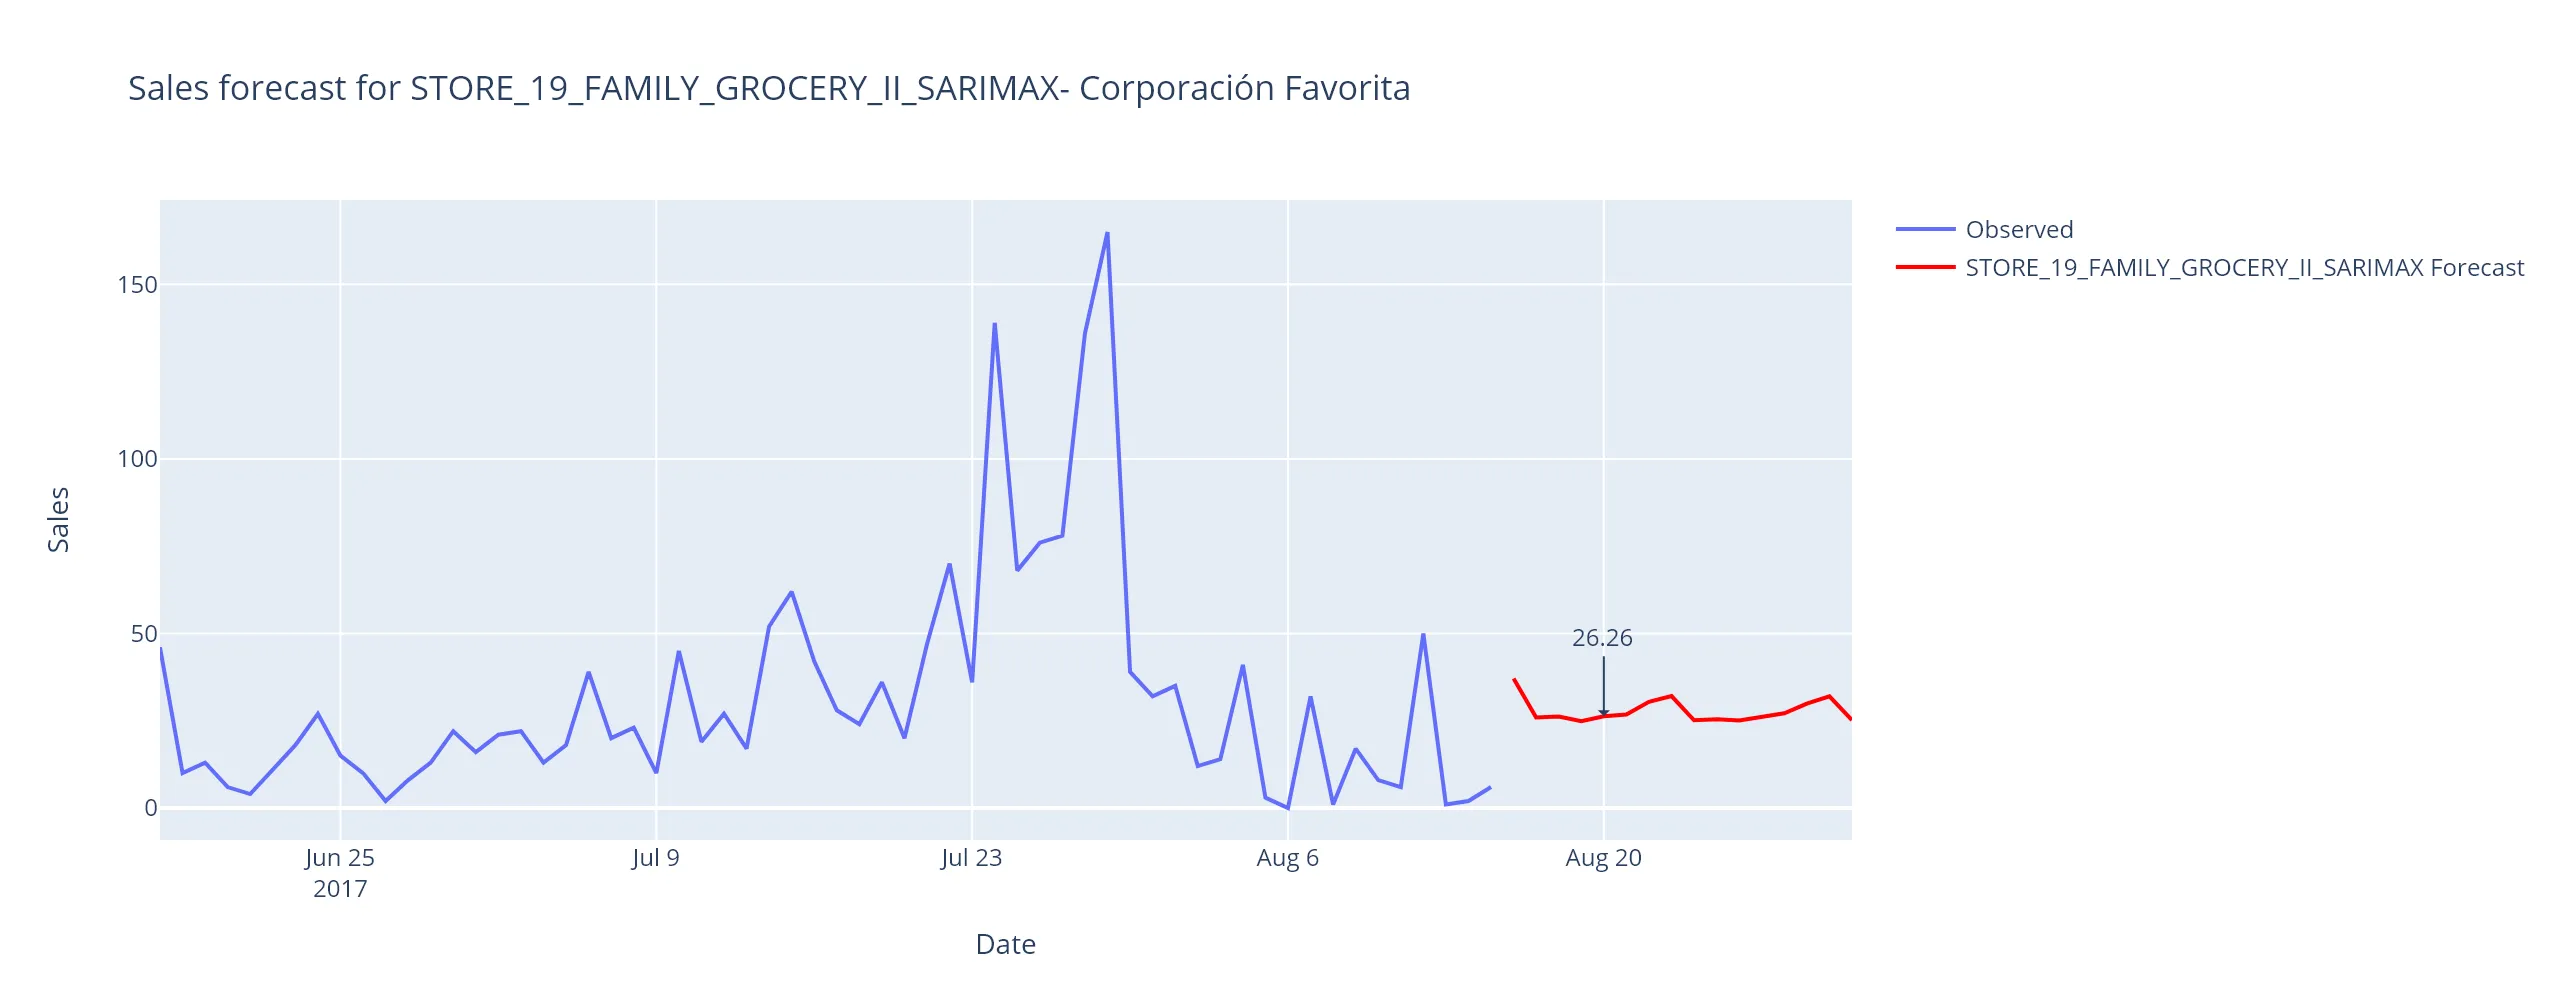 Sales forecast for STORE_19_FAMILY_GROCERY_II_SARIMAX- Corporación Favorita
Observed
STORE_19_FAMILY_GROCERY_II_SARIMAX Forecast
150
100
50
0
Sales
26.26
Jun 25
2017
Jul 9
Jul 23
Aug 6
Aug 20
Date